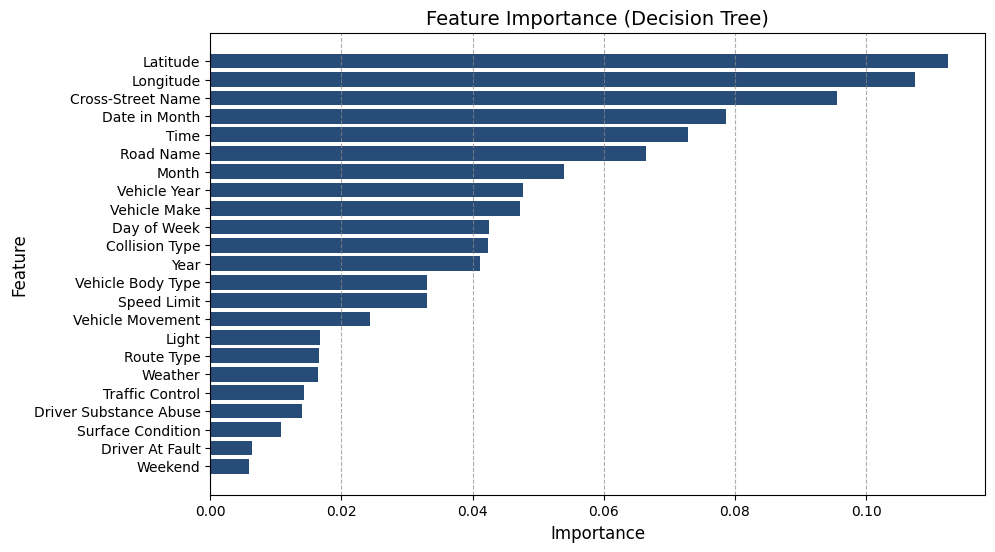 Feature Importance (Decision Tree)
Feature
Latitude
Longitude
Cross-Street Name
Date in Month
Time
Road Name
Month
Vehicle Year
Vehicle Make
Day of Week
Collision Type
Year
Vehicle Body Type
Speed Limit
Vehicle Movement
Light
Route Type
Weather
Traffic Control
Driver Substance Abuse
Surface Condition
Driver At Fault
Weekend
0.00 0.02 0.04 0.06 0.08 0.10
Importance